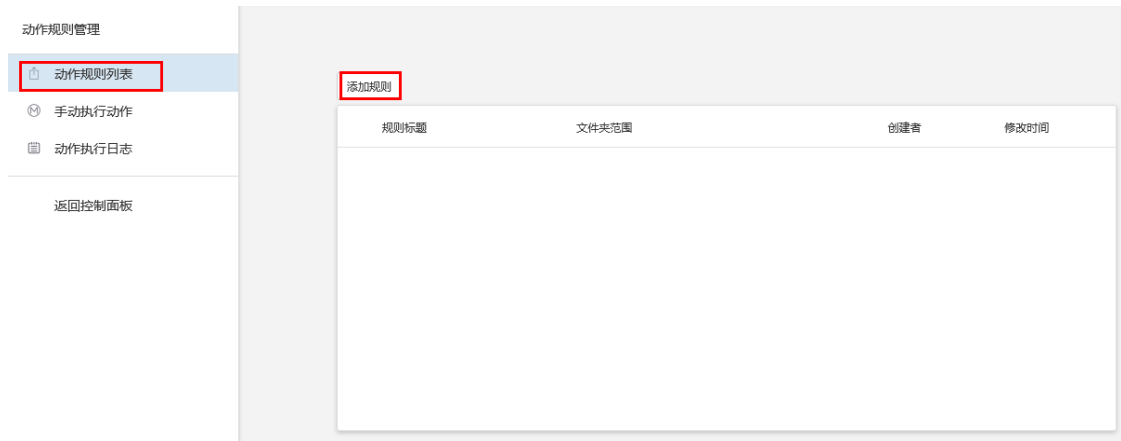 动作规则管理
动作规则列表
手动执行动作
动作执行日志
返回控制面板
添加规则
规则标题 文件夹范围 创建者 修改时间